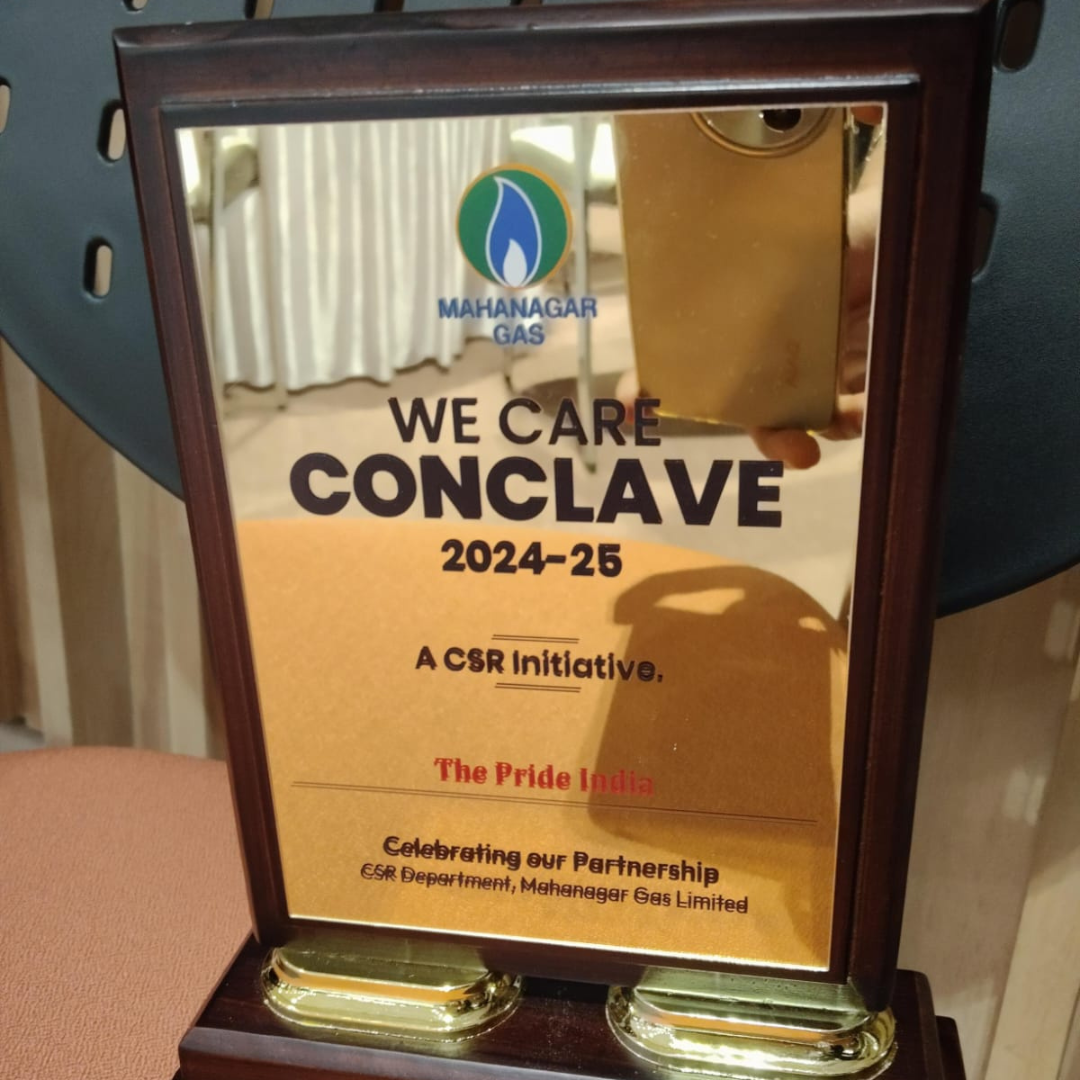 MAHANAGAR
GAS
WE CARE
CONCLAVE
2024-25
A CSR Initiative.
The Pride India
Celebrating our Partnership
CSR Department, Mahanagar Gas Limited